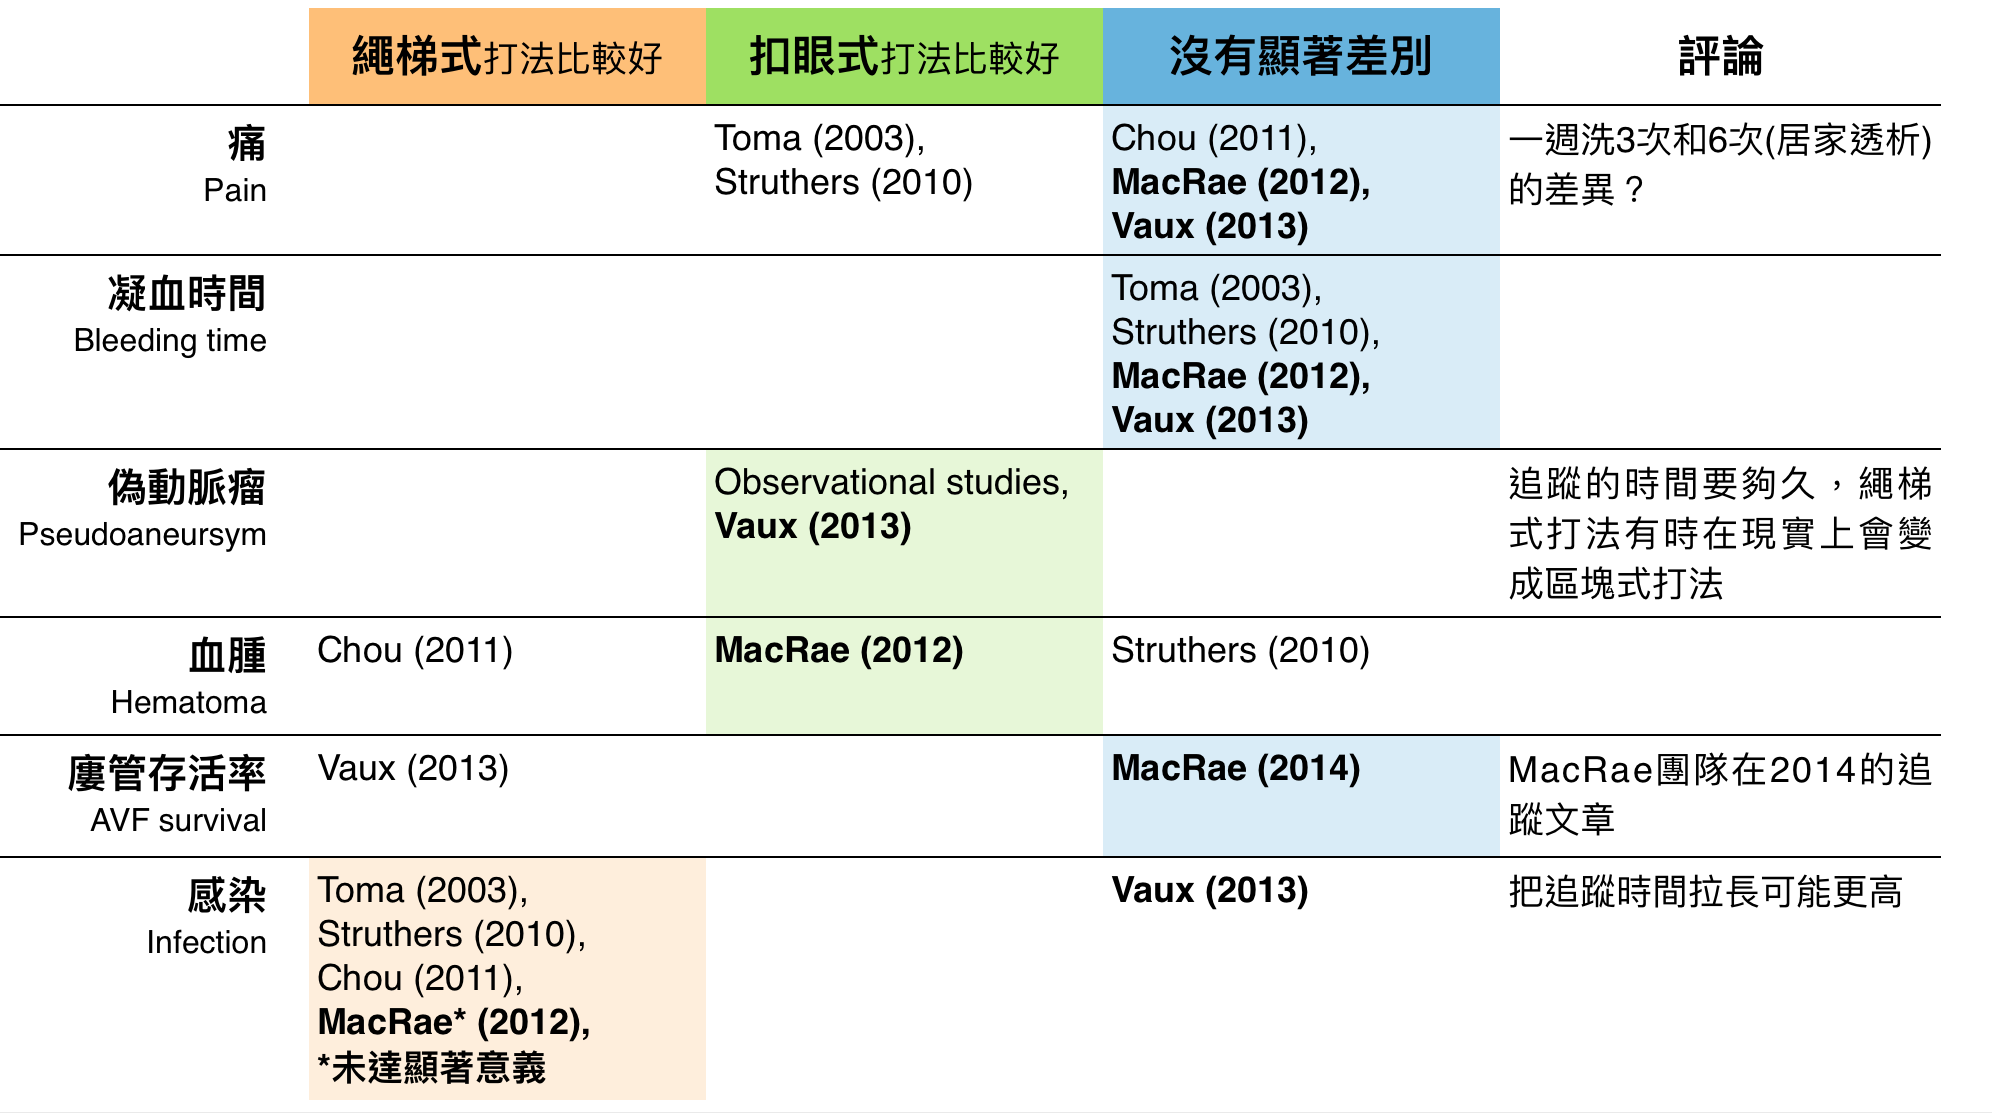 繩梯式打法比較好 扣眼式打法比較好 沒有顯著差別 評論
痛
Pain
Toma (2003),
Struthers (2010)
Chou (2011),
MacRae (2012),
Vaux (2013)
一週洗3次和6次(居家透析)
的差異？
凝血時間
Bleeding time
Toma (2003),
Struthers (2010),
MacRae (2012),
Vaux (2013)
偽動脈瘤
Pseudoaneursym
Observational studies,
Vaux (2013)
追蹤的時間要夠久，繩梯
式打法有時在現實上會變
成區塊式打法
血腫
Hematoma
Chou (2011)
MacRae (2012)
Struthers (2010)
廔管存活率
AVF survival
Vaux (2013)
MacRae (2014)
MacRae團隊在2014的追
蹤文章
感染
Infection
Toma (2003),
Struthers (2010),
Chou (2011),
MacRae* (2012),
*未達顯著意義
Vaux (2013)
把追蹤時間拉長可能更高